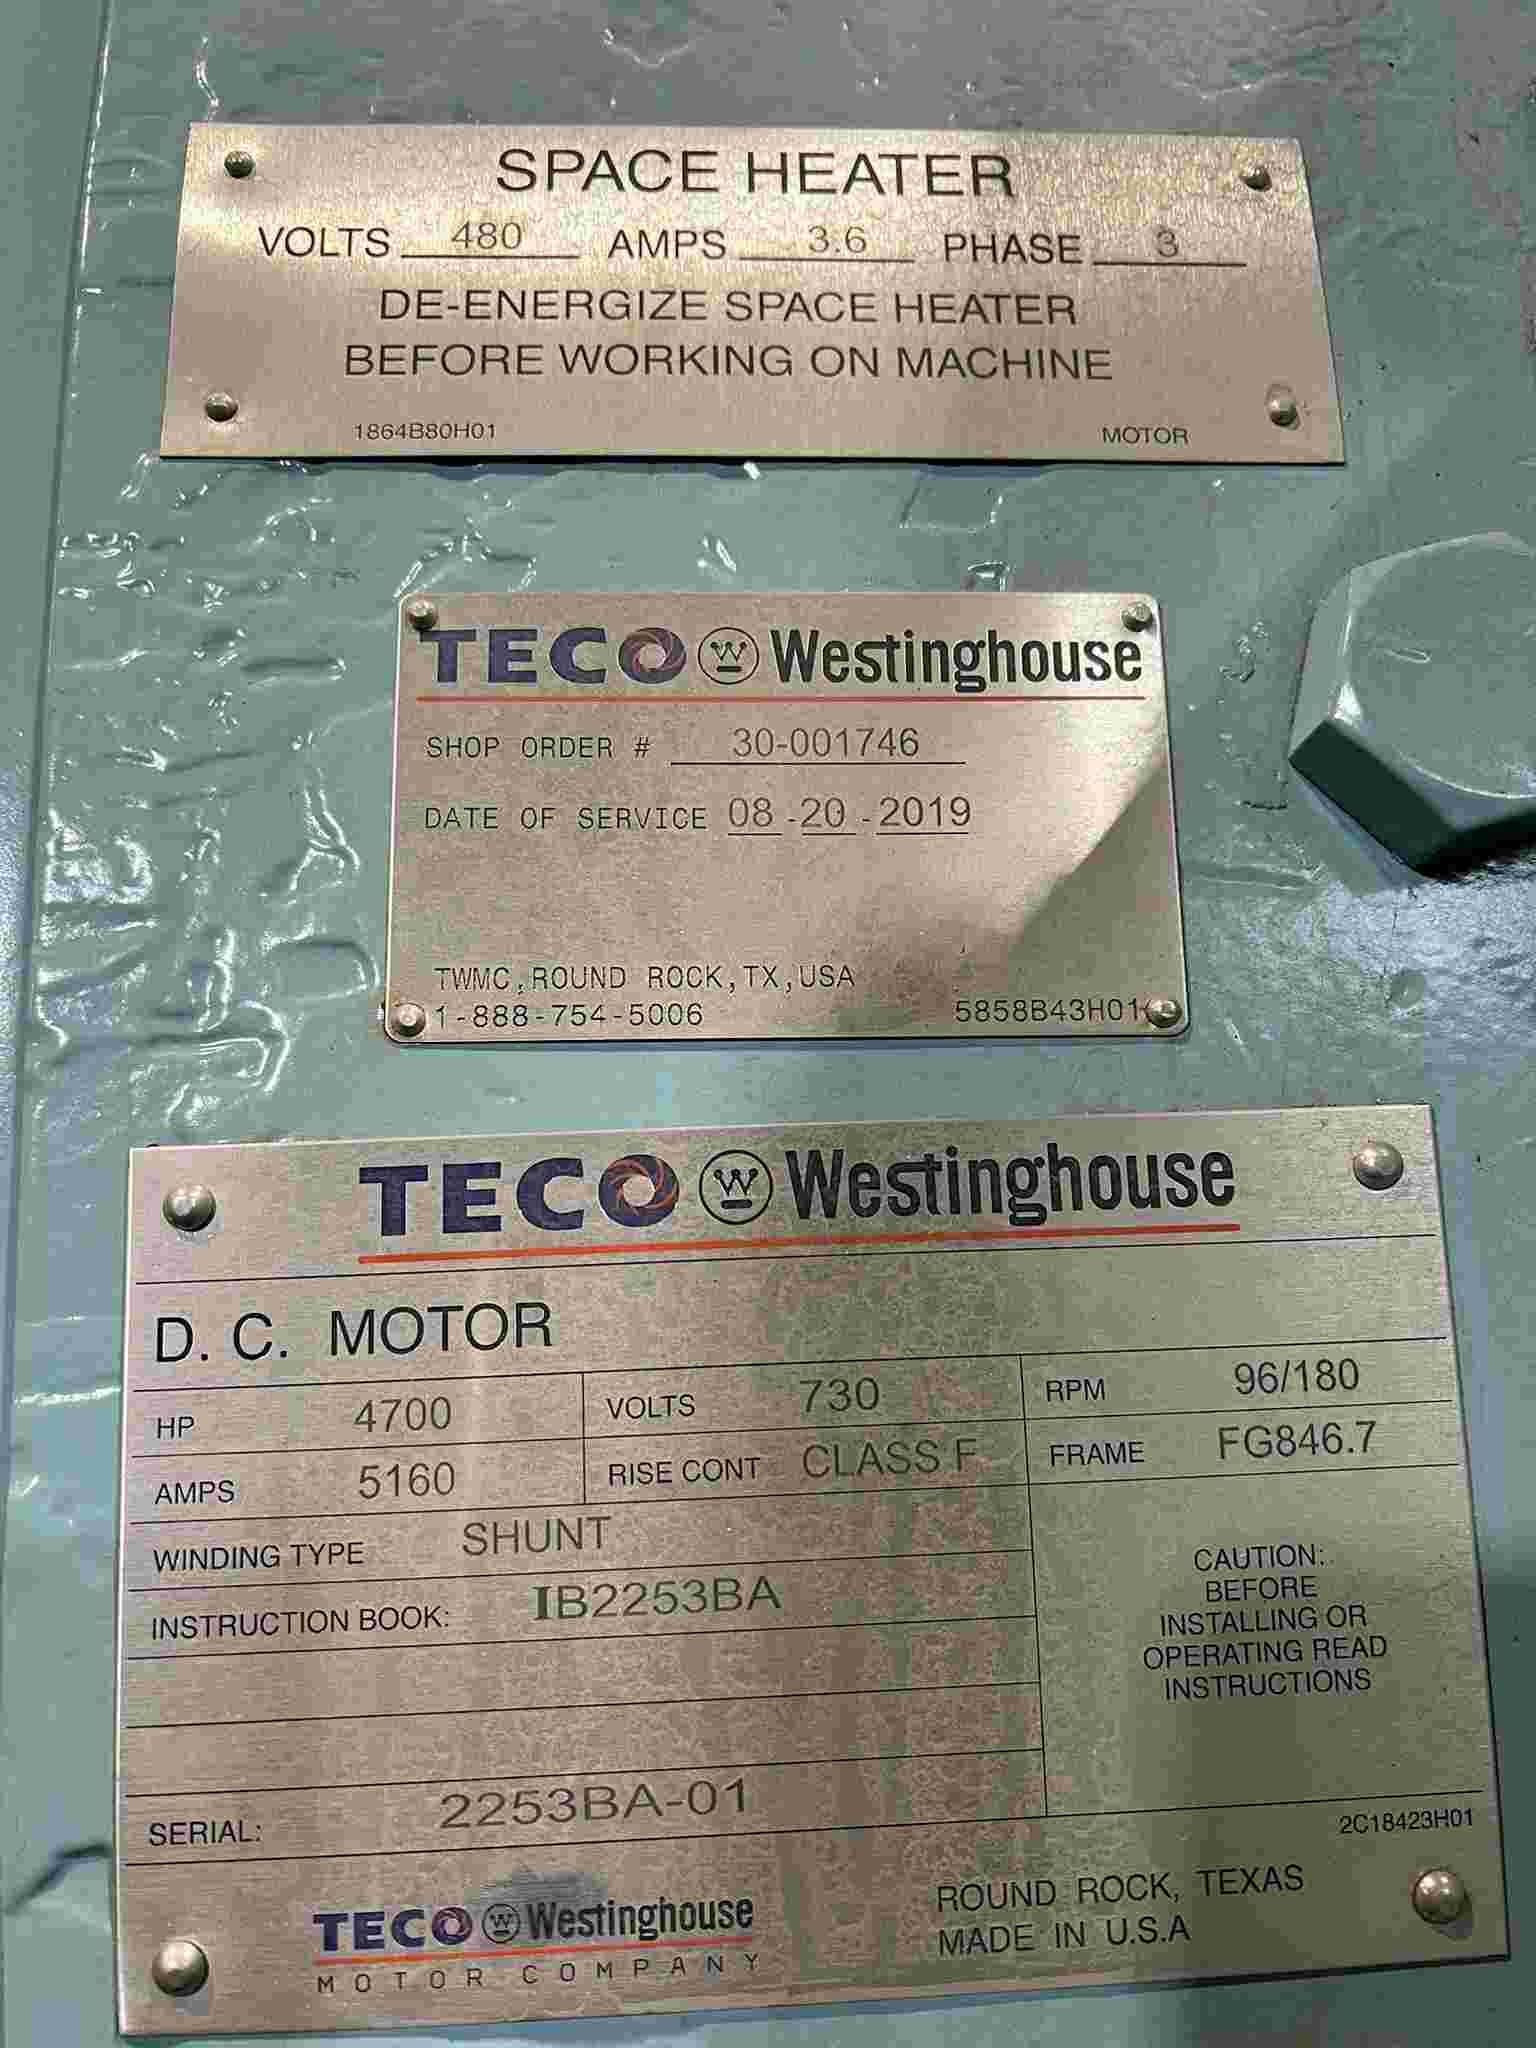 SPACE HEATER
VOLTS 480 AMPS 3.6 PHASE 3
DE-ENERGIZE SPACE HEATER
BEFORE WORKING ON MACHINE
1864B80H01 MOTOR
TECO W Westinghouse
SHOP ORDER # 30-001746
DATE OF SERVICE 08-20-2019
TWMC, ROUND ROCK, TX, USA
1-888-754-5006 5858B43H01
TECO W Westinghouse
D. C. MOTOR
HP 4700 VOLTS 730 RPM 96/180
AMPS 5160 RISE CONT CLASS F FRAME FG846.7
WINDING TYPE SHUNT
INSTRUCTION BOOK: IB2253BA
CAUTION:
BEFORE
INSTALLING OR
OPERATING READ
INSTRUCTIONS
SERIAL: 2253BA-01
2C18423H01
TECO W Westinghouse
MOTOR COMPANY
ROUND ROCK, TEXAS
MADE IN U.S.A